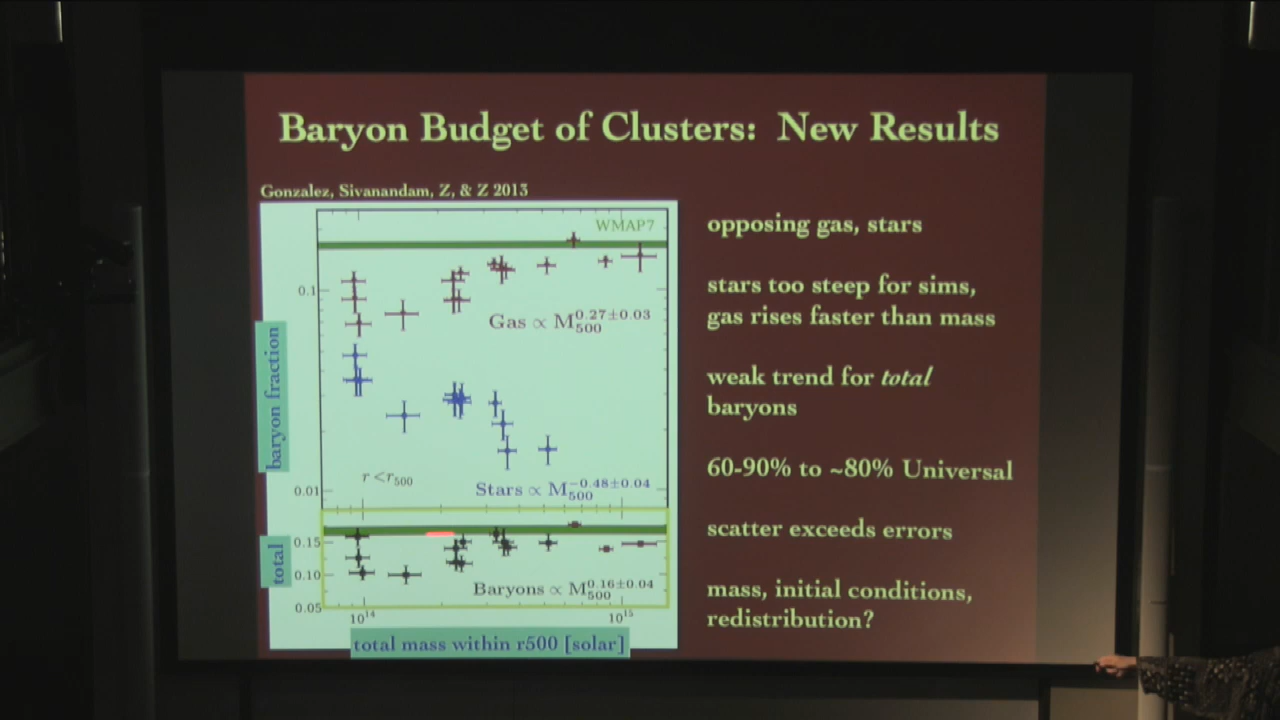 Baryon Budget of Clusters: New Results
Gonzalez, Sivanandam, Z, & Z 2013
WMAP7
0.1
Gas ∝ M500^0.27±0.03
baryon fraction
r<r500
0.01
Stars ∝ M500^−0.48±0.04
total
0.15
0.10
0.05
Baryons ∝ M500^0.16±0.04
10^14
10^15
total mass within r500 [solar]
opposing gas, stars
stars too steep for sims,
gas rises faster than mass
weak trend for total
baryons
60-90% to ~80% Universal
scatter exceeds errors
mass, initial conditions,
redistribution?